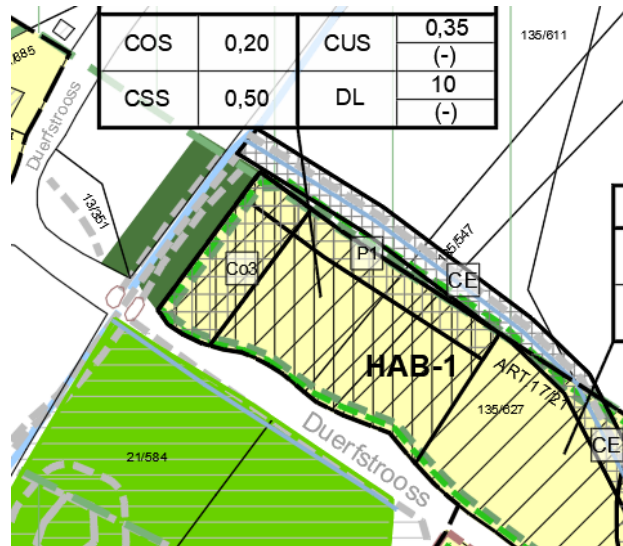 COS 0,20 CUS 0,35
(-)
CSS 0,50 DL 10
(-)
135/611
885
Duerfstrooss
13/351
Co3
P1
135/547
CE
HAB-1
ART/17/21
135/627
CE
Duerfstrooss
21/584